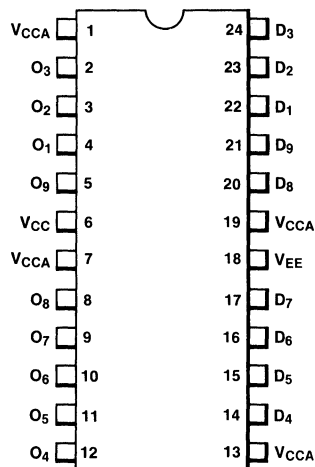 VCCA 1 24 D3
O3 2 23 D2
O2 3 22 D1
O1 4 21 D9
O9 5 20 D8
VCC 6 19 VCCA
VCCA 7 18 VEE
O8 8 17 D7
O7 9 16 D6
O6 10 15 D5
O5 11 14 D4
O4 12 13 VCCA